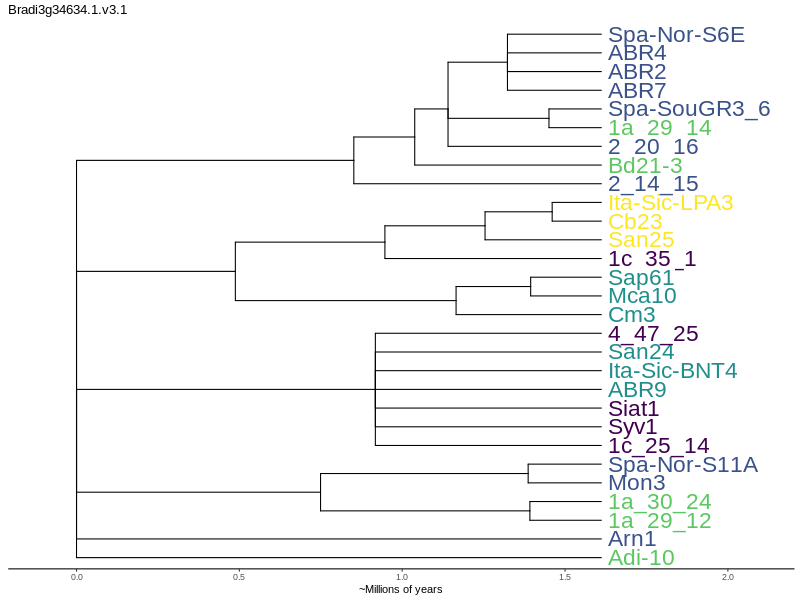 Bradi3g34634.1.v3.1
Spa-Nor-S6E
ABR4
ABR2
ABR7
Spa-SouGR3_6
1a_29_14
2_20_16
Bd21-3
2_14_15
Ita-Sic-LPA3
Cb23
San25
1c_35_1
Sap61
Mca10
Cm3
4_47_25
San24
Ita-Sic-BNT4
ABR9
Siat1
Syv1
1c_25_14
Spa-Nor-S11A
Mon3
1a_30_24
1a_29_12
Arn1
Adi-10
0.0 0.5 1.0 1.5 2.0
~Millions of years